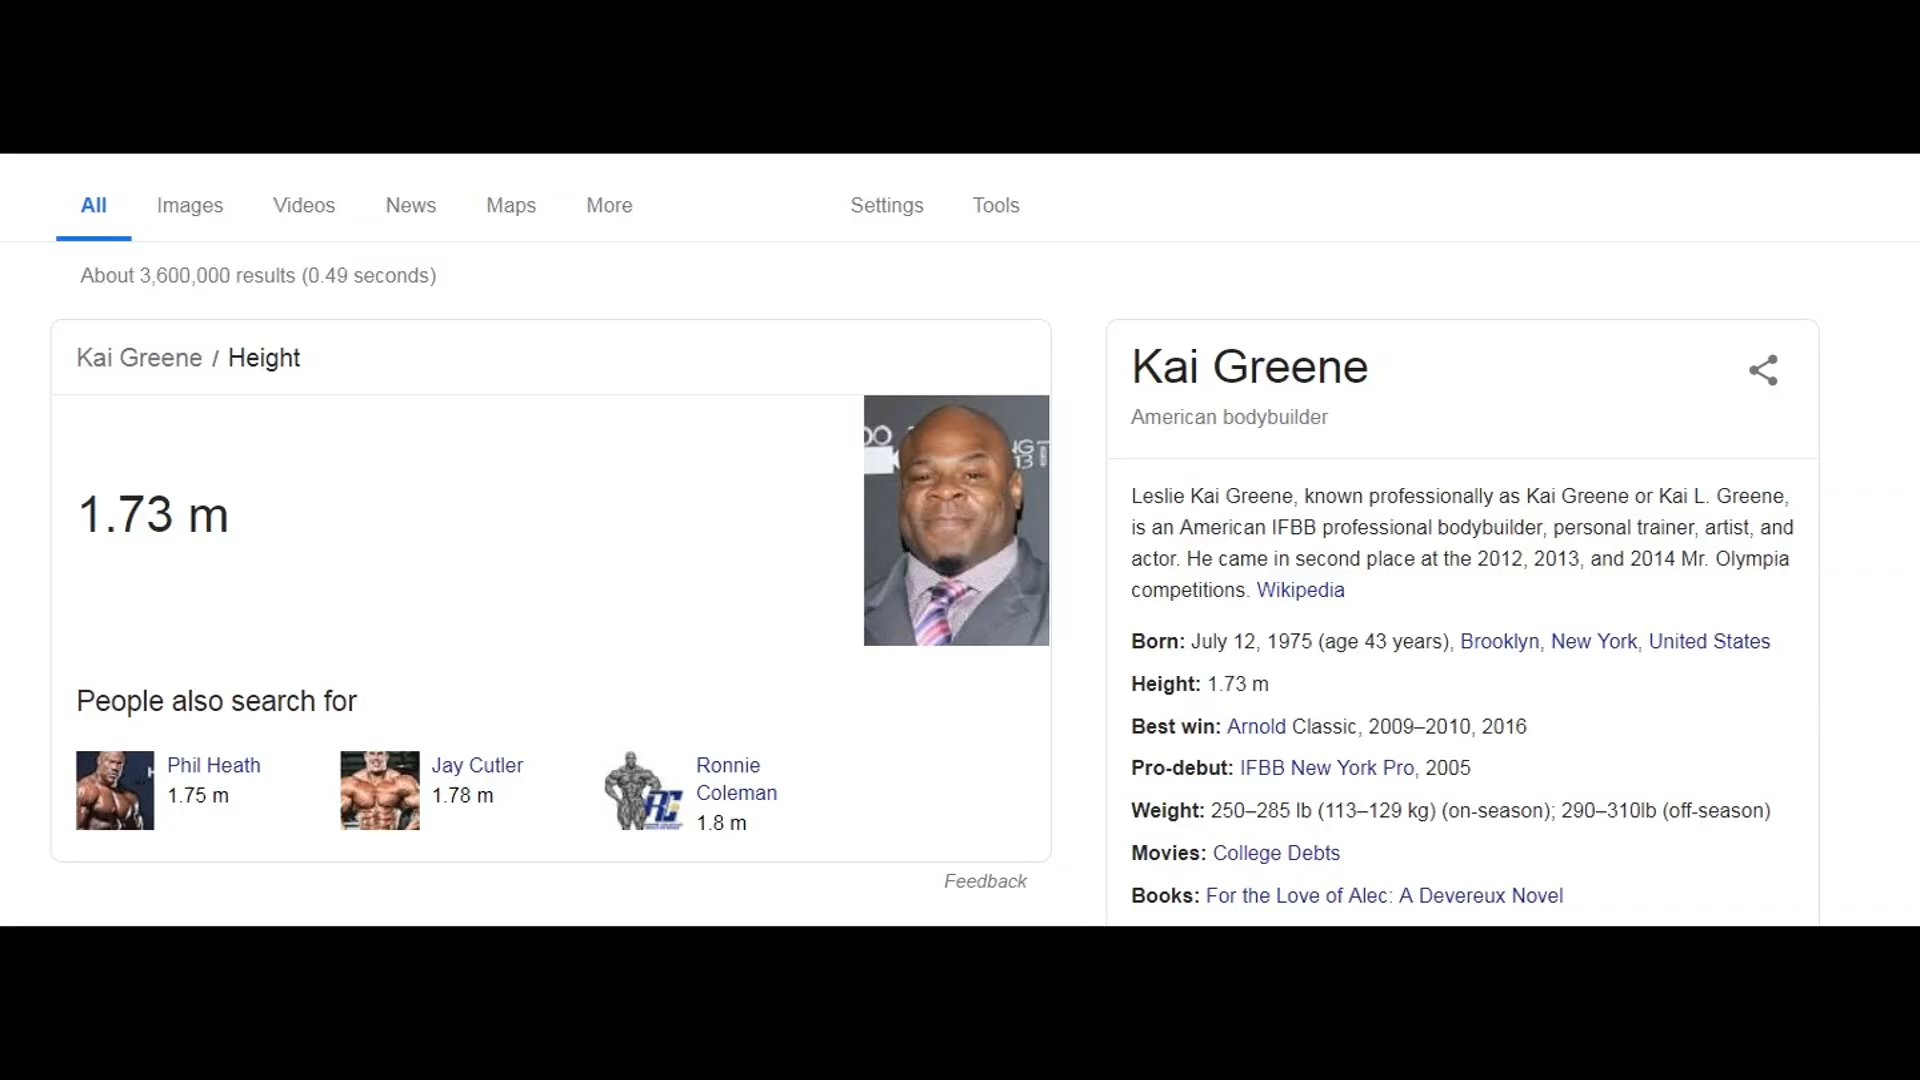 All Images Videos News Maps More Settings Tools
About 3,600,000 results (0.49 seconds)
Kai Greene / Height
1.73 m
People also search for
Phil Heath
1.75 m
Jay Cutler
1.78 m
Ronnie
Coleman
1.8 m
Feedback
Kai Greene
American bodybuilder
Leslie Kai Greene, known professionally as Kai Greene or Kai L. Greene,
is an American IFBB professional bodybuilder, personal trainer, artist, and
actor. He came in second place at the 2012, 2013, and 2014 Mr. Olympia
competitions. Wikipedia
Born: July 12, 1975 (age 43 years), Brooklyn, New York, United States
Height: 1.73 m
Best win: Arnold Classic, 2009–2010, 2016
Pro-debut: IFBB New York Pro, 2005
Weight: 250–285 lb (113–129 kg) (on-season); 290–310lb (off-season)
Movies: College Debts
Books: For the Love of Alec: A Devereux Novel